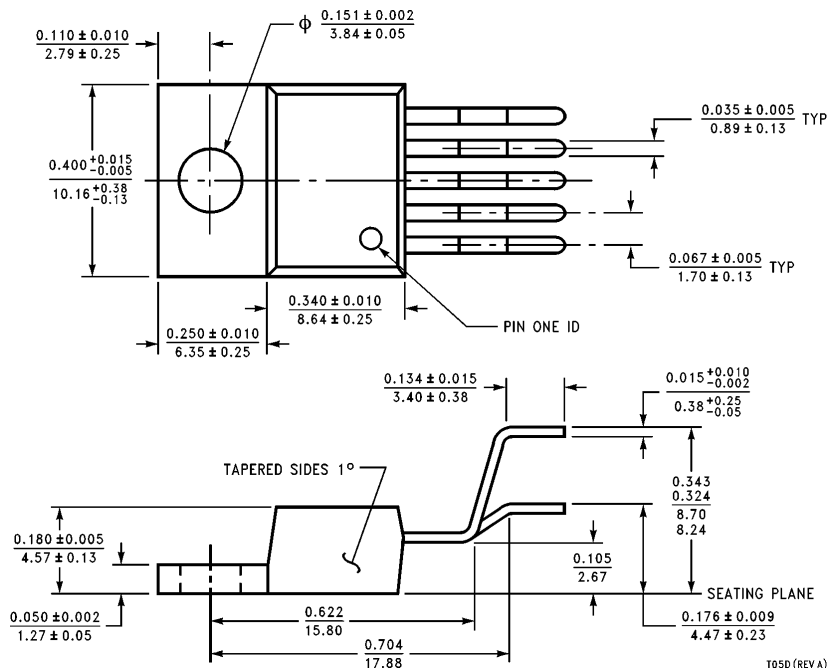 ϕ 0.151 ± 0.002
3.84 ± 0.05
0.110 ± 0.010
2.79 ± 0.25
0.035 ± 0.005
0.89 ± 0.13
TYP
0.400 +0.015 -0.005
10.16 +0.38 -0.13
0.067 ± 0.005
1.70 ± 0.13
TYP
0.340 ± 0.010
8.64 ± 0.25
0.250 ± 0.010
6.35 ± 0.25
PIN ONE ID
0.134 ± 0.015
3.40 ± 0.38
0.015 +0.010 -0.002
0.38 +0.25 -0.05
TAPERED SIDES 1°
0.343
0.324
8.70
8.24
0.180 ± 0.005
4.57 ± 0.13
0.105
2.67
SEATING PLANE
0.050 ± 0.002
1.27 ± 0.05
0.622
15.80
0.176 ± 0.009
4.47 ± 0.23
0.704
17.88
T05D (REV A)